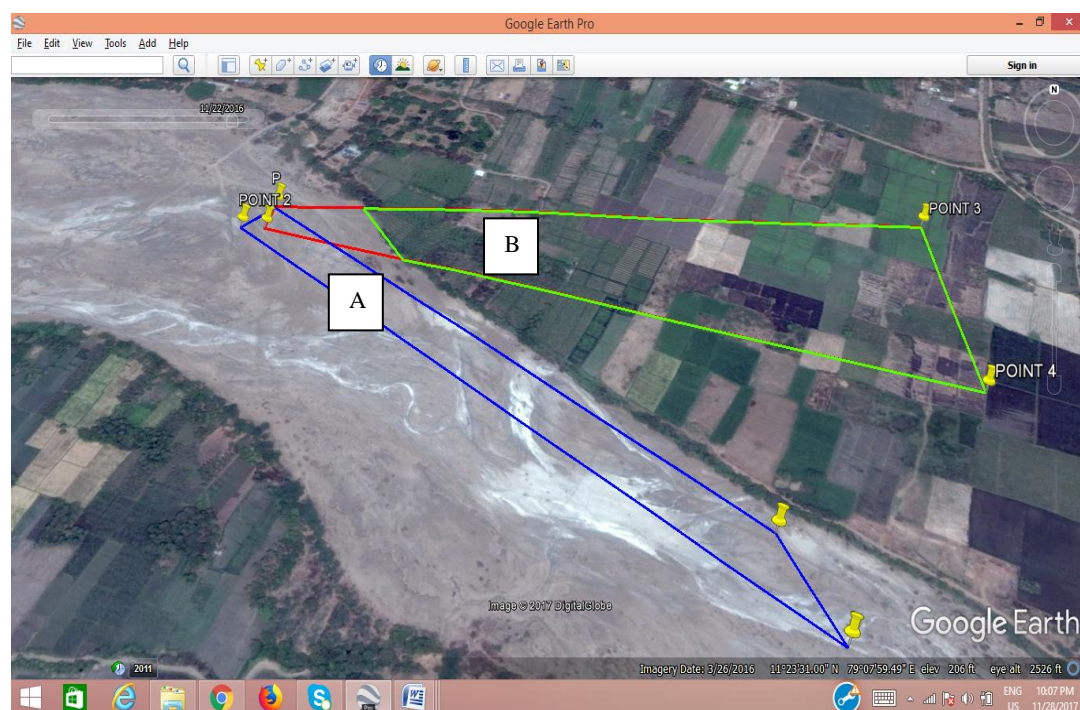 Google Earth Pro
File Edit View Tools Add Help
Sign in
11/22/2016
N
P
POINT 2
POINT 3
B
A
POINT 4
Image © 2017 DigitalGlobe
Google Earth
2011
Imagery Date: 3/26/2016 11°23'31.00" N 79°07'59.49" E elev 206 ft eye alt 2526 ft
ENG 10:07 PM
US 11/28/2017